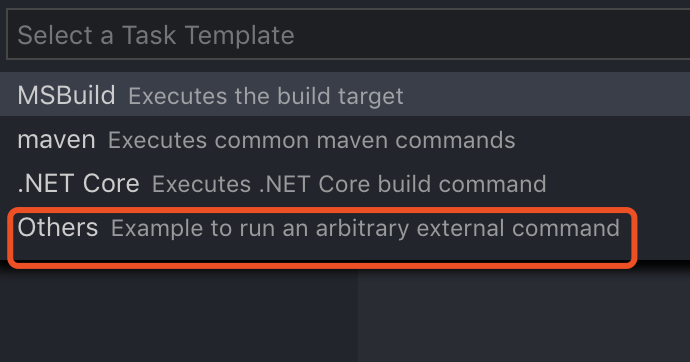 Select a Task Template
MSBuild Executes the build target
maven Executes common maven commands
.NET Core Executes .NET Core build command
Others Example to run an arbitrary external command